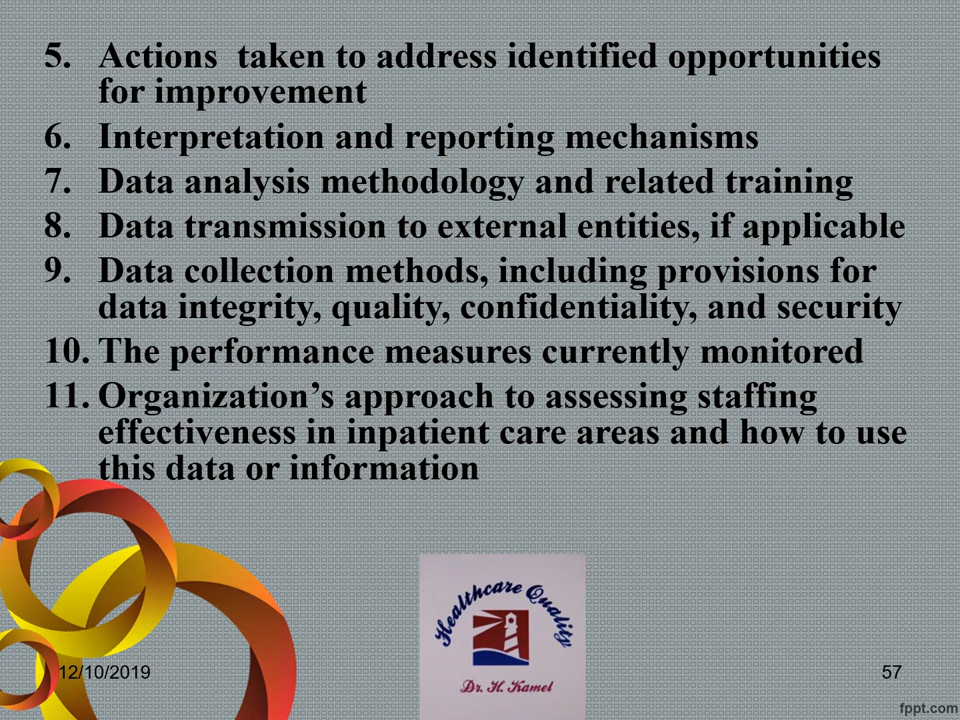 5. Actions  taken to address identified opportunities
for improvement
6. Interpretation and reporting mechanisms
7. Data analysis methodology and related training
8. Data transmission to external entities, if applicable
9. Data collection methods, including provisions for
data integrity, quality, confidentiality, and security
10. The performance measures currently monitored
11. Organization’s approach to assessing staffing
effectiveness in inpatient care areas and how to use
this data or information
Healthcare Quality
Dr. H. Kamel
12/10/2019
57
fppt.com